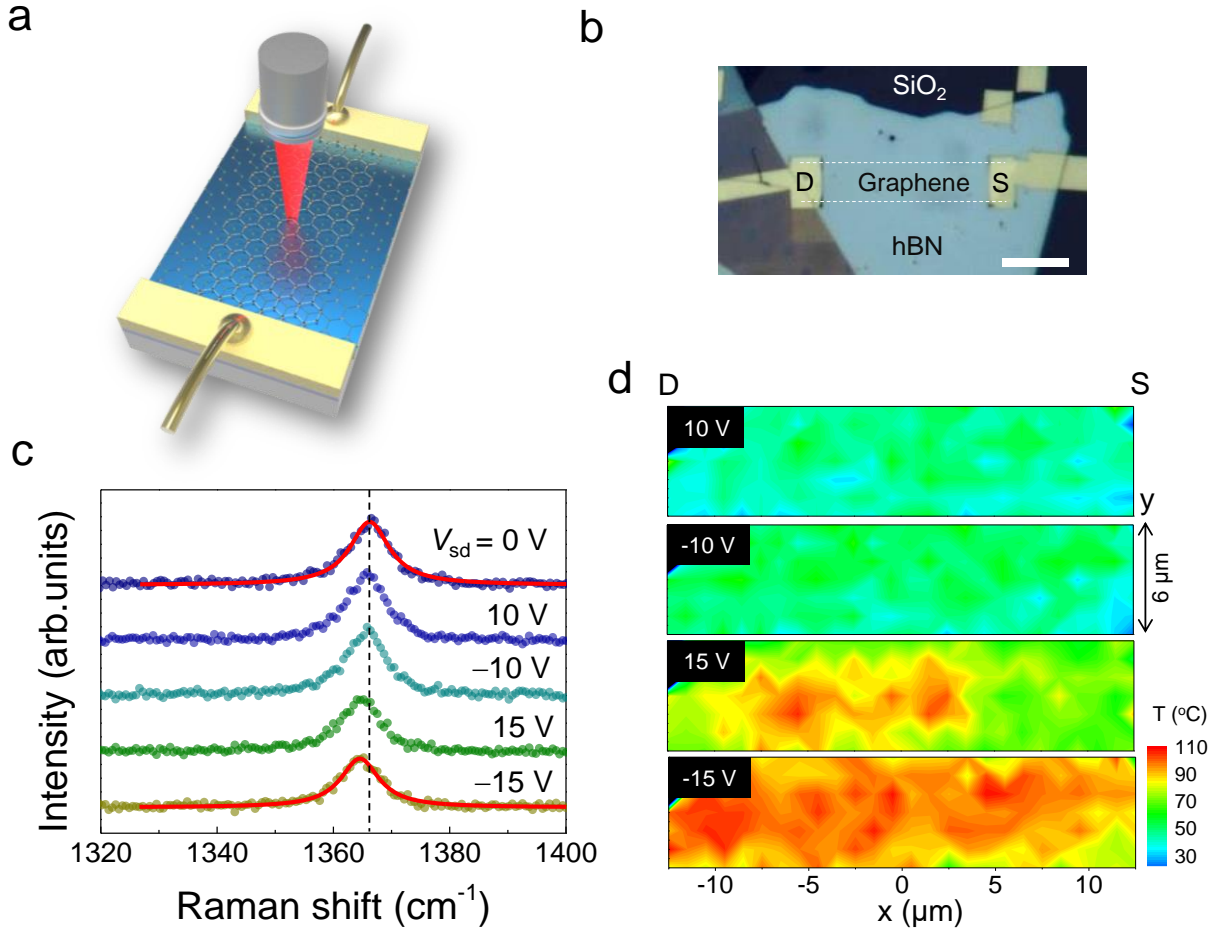 a
b
SiO2
D
Graphene
S
hBN
c
Vsd = 0 V
10 V
−10 V
15 V
−15 V
Intensity (arb.units)
1320
1340
1360
1380
1400
Raman shift (cm-1)
d
D
S
10 V
-10 V
15 V
-15 V
y
6 µm
T (oC)
110
90
70
50
30
-10
-5
0
5
10
x (µm)